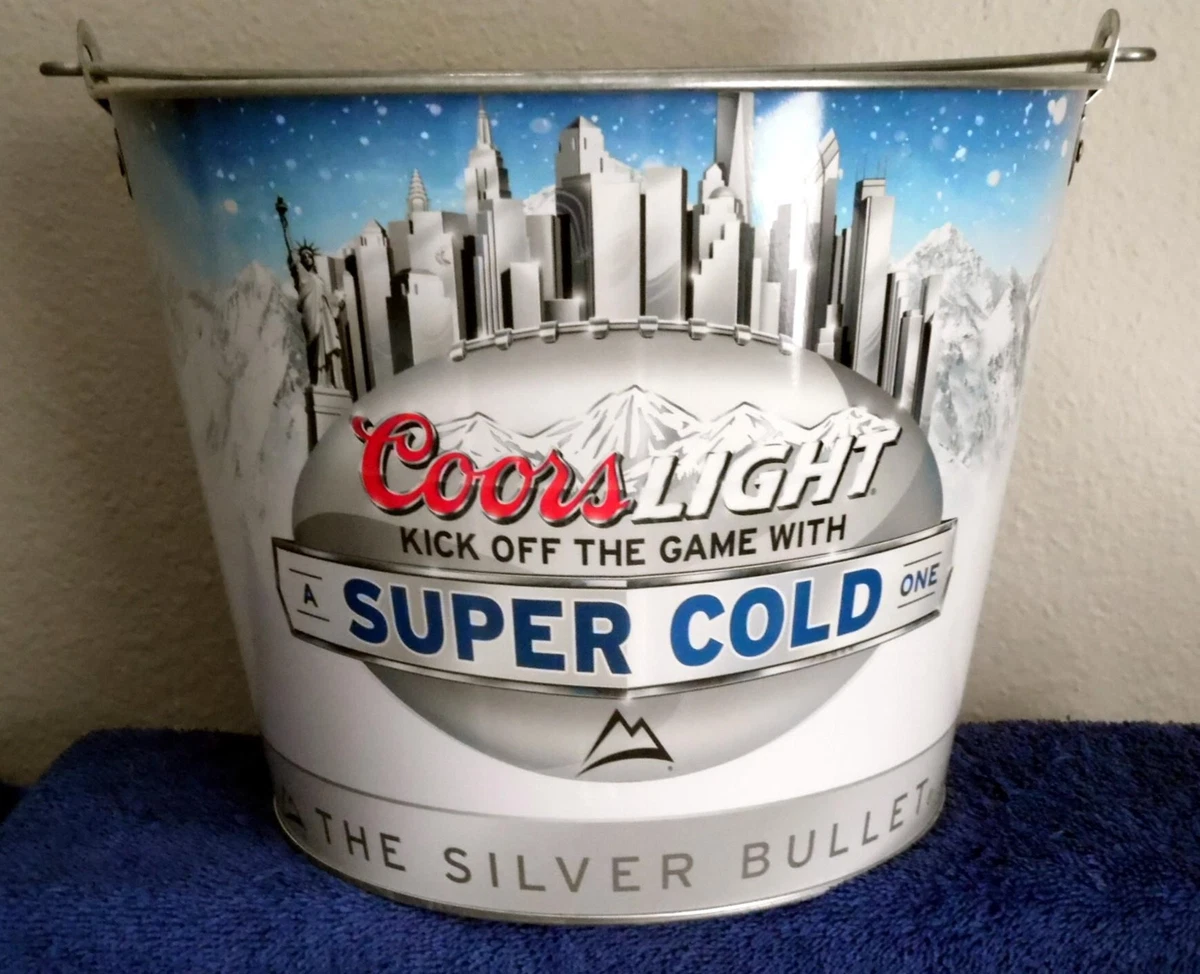 Coors LIGHT
KICK OFF THE GAME WITH
A SUPER COLD ONE
THE SILVER BULLET